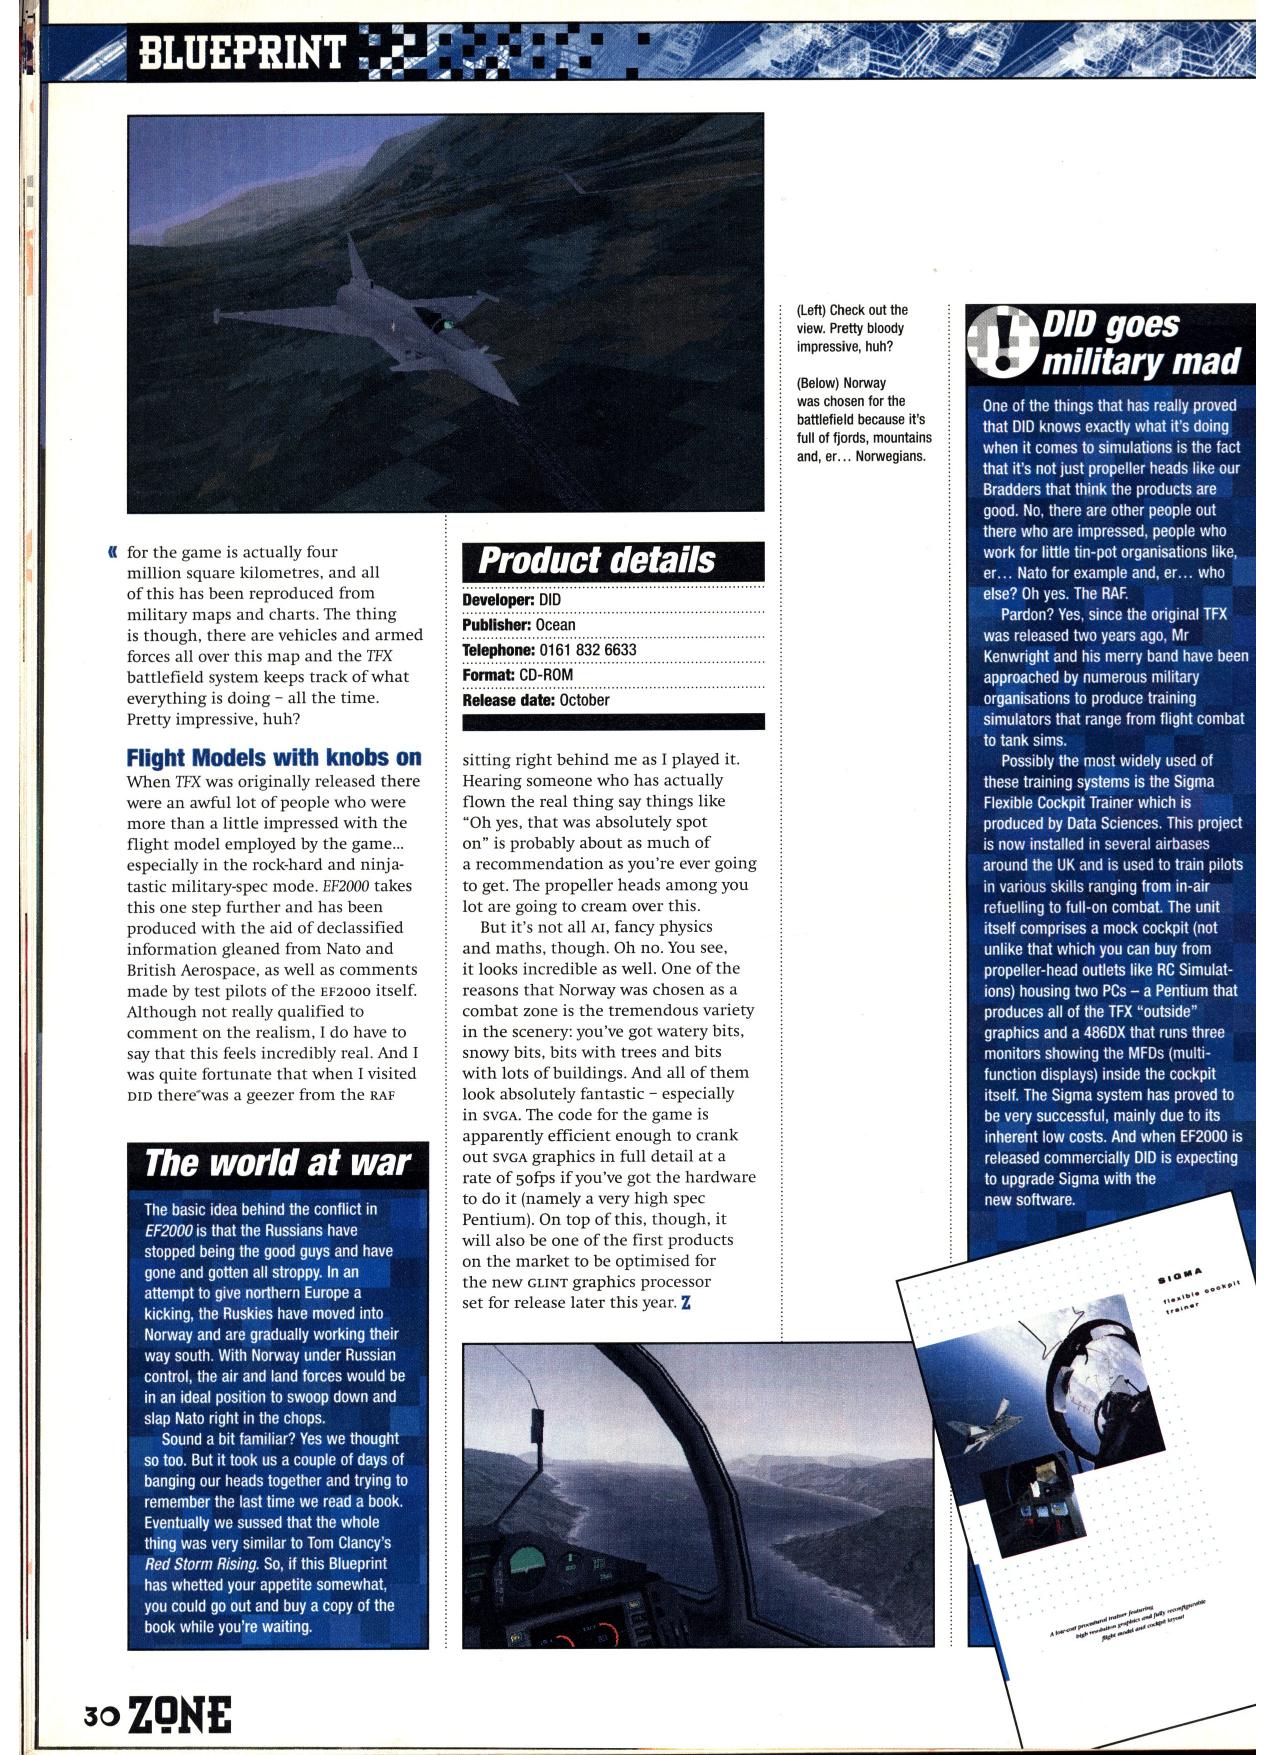 BLUEPRINT
(Left) Check out the
view. Pretty bloody
impressive, huh?
(Below) Norway
was chosen for the
battlefield because it's
full of fjords, mountains
and, er... Norwegians.
« for the game is actually four
million square kilometres, and all
of this has been reproduced from
military maps and charts. The thing
is though, there are vehicles and armed
forces all over this map and the TFX
battlefield system keeps track of what
everything is doing – all the time.
Pretty impressive, huh?
Flight Models with knobs on
When TFX was originally released there
were an awful lot of people who were
more than a little impressed with the
flight model employed by the game...
especially in the rock-hard and ninja-
tastic military-spec mode. EF2000 takes
this one step further and has been
produced with the aid of declassified
information gleaned from Nato and
British Aerospace, as well as comments
made by test pilots of the EF2000 itself.
Although not really qualified to
comment on the realism, I do have to
say that this feels incredibly real. And I
was quite fortunate that when I visited
DID there was a geezer from the RAF
The world at war
The basic idea behind the conflict in
EF2000 is that the Russians have
stopped being the good guys and have
gone and gotten all stroppy. In an
attempt to give northern Europe a
kicking, the Ruskies have moved into
Norway and are gradually working their
way south. With Norway under Russian
control, the air and land forces would be
in an ideal position to swoop down and
slap Nato right in the chops.
Sound a bit familiar? Yes we thought
so too. But it took us a couple of days of
banging our heads together and trying to
remember the last time we read a book.
Eventually we sussed that the whole
thing was very similar to Tom Clancy's
Red Storm Rising. So, if this Blueprint
has whetted your appetite somewhat,
you could go out and buy a copy of the
book while you're waiting.
Product details
Developer: DID
Publisher: Ocean
Telephone: 0161 832 6633
Format: CD-ROM
Release date: October
sitting right behind me as I played it.
Hearing someone who has actually
flown the real thing say things like
"Oh yes, that was absolutely spot
on" is probably about as much of
a recommendation as you're ever going
to get. The propeller heads among you
lot are going to cream over this.
But it's not all AI, fancy physics
and maths, though. Oh no. You see,
it looks incredible as well. One of the
reasons that Norway was chosen as a
combat zone is the tremendous variety
in the scenery: you've got watery bits,
snowy bits, bits with trees and bits
with lots of buildings. And all of them
look absolutely fantastic – especially
in SVGA. The code for the game is
apparently efficient enough to crank
out SVGA graphics in full detail at a
rate of 50fps if you've got the hardware
to do it (namely a very high spec
Pentium). On top of this, though, it
will also be one of the first products
on the market to be optimised for
the new GLINT graphics processor
set for release later this year. Z
! DID goes
military mad
One of the things that has really proved
that DID knows exactly what it's doing
when it comes to simulations is the fact
that it's not just propeller heads like our
Bradders that think the products are
good. No, there are other people out
there who are impressed, people who
work for little tin-pot organisations like,
er... Nato for example and, er... who
else? Oh yes. The RAF.
Pardon? Yes, since the original TFX
was released two years ago, Mr
Kenwright and his merry band have been
approached by numerous military
organisations to produce training
simulators that range from flight combat
to tank sims.
Possibly the most widely used of
these training systems is the Sigma
Flexible Cockpit Trainer which is
produced by Data Sciences. This project
is now installed in several airbases
around the UK and is used to train pilots
in various skills ranging from in-air
refuelling to full-on combat. The unit
itself comprises a mock cockpit (not
unlike that which you can buy from
propeller-head outlets like RC Simulat-
ions) housing two PCs – a Pentium that
produces all of the TFX "outside"
graphics and a 486DX that runs three
monitors showing the MFDs (multi-
function displays) inside the cockpit
itself. The Sigma system has proved to
be very successful, mainly due to its
inherent low costs. And when EF2000 is
released commercially DID is expecting
to upgrade Sigma with the
new software.
SIGMA
flexible cockpit
trainer
A low-cost procedural trainer featuring
high resolution graphics and fully reconfigurable
flight model and cockpit layout
30 ZONE